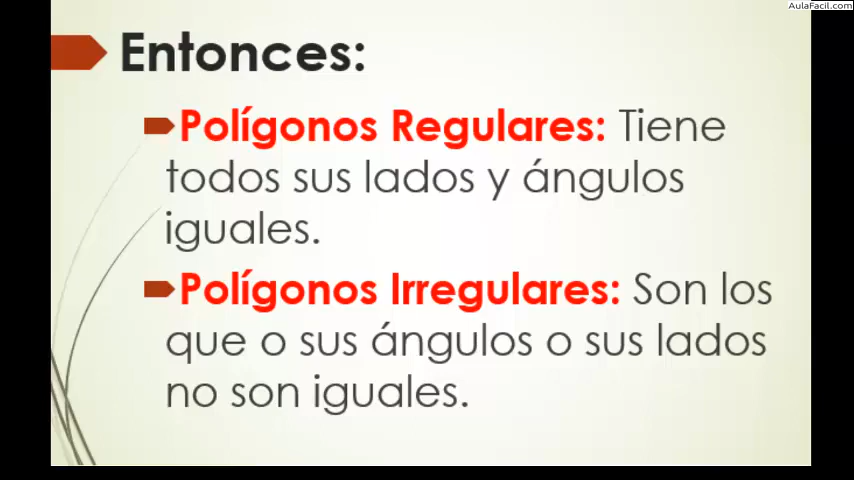 AulaFacil.com
Entonces:
Polígonos Regulares: Tiene
todos sus lados y ángulos
iguales.
Polígonos Irregulares: Son los
que o sus ángulos o sus lados
no son iguales.